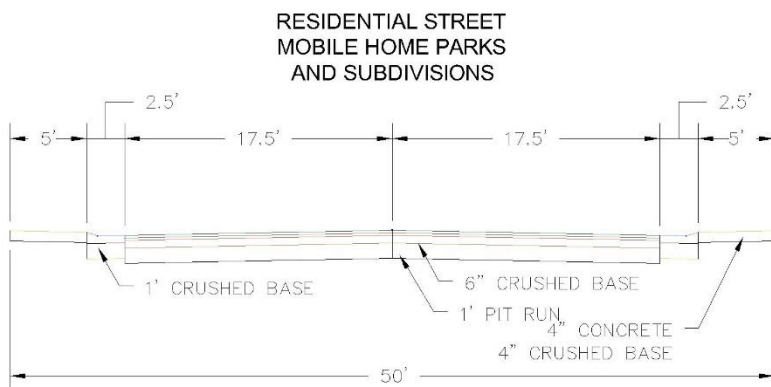 RESIDENTIAL STREET
MOBILE HOME PARKS
AND SUBDIVISIONS
2.5'
2.5'
5'
17.5'
17.5'
5'
1' CRUSHED BASE
6" CRUSHED BASE
1' PIT RUN
4" CONCRETE
4" CRUSHED BASE
50'